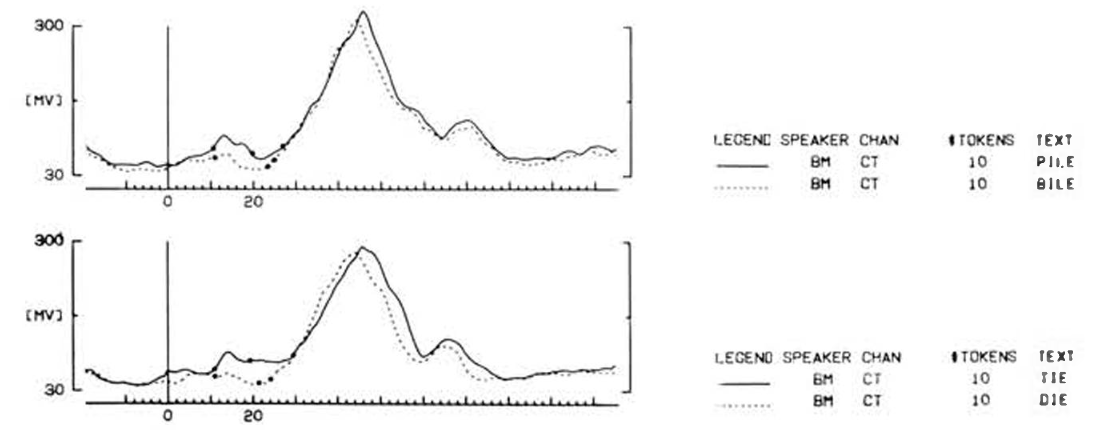 300
[MV]
30
0 20
LEGEND SPEAKER CHAN #TOKENS TEXT
BM CT 10 PILE
BM CT 10 BILE
300
[MV]
30
0 20
LEGEND SPEAKER CHAN #TOKENS TEXT
BM CT 10 TIE
BM CT 10 DIE